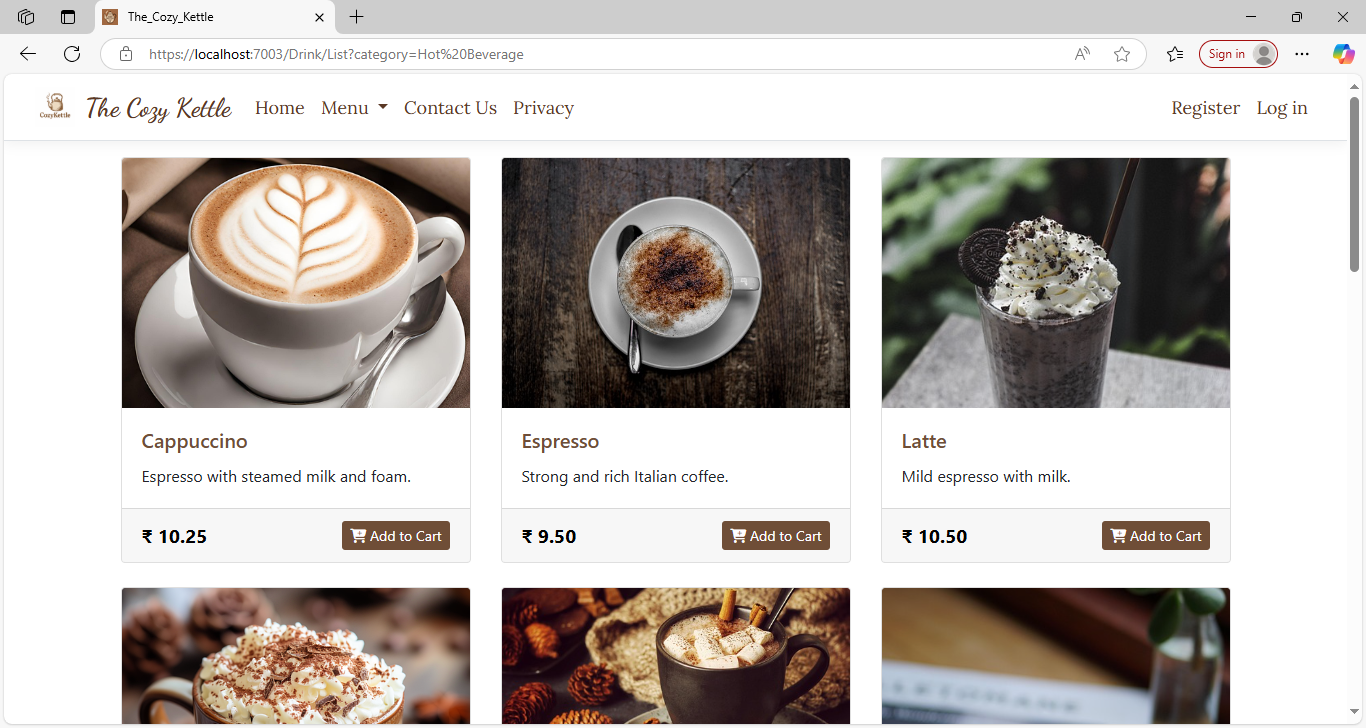 The_Cozy_Kettle
https://localhost:7003/Drink/List?category=Hot%20Beverage
Sign in
CozyKettle
The Cozy Kettle
Home
Menu
Contact Us
Privacy
Register
Log in
Cappuccino
Espresso with steamed milk and foam.
₹ 10.25
Add to Cart
Espresso
Strong and rich Italian coffee.
₹ 9.50
Add to Cart
Latte
Mild espresso with milk.
₹ 10.50
Add to Cart